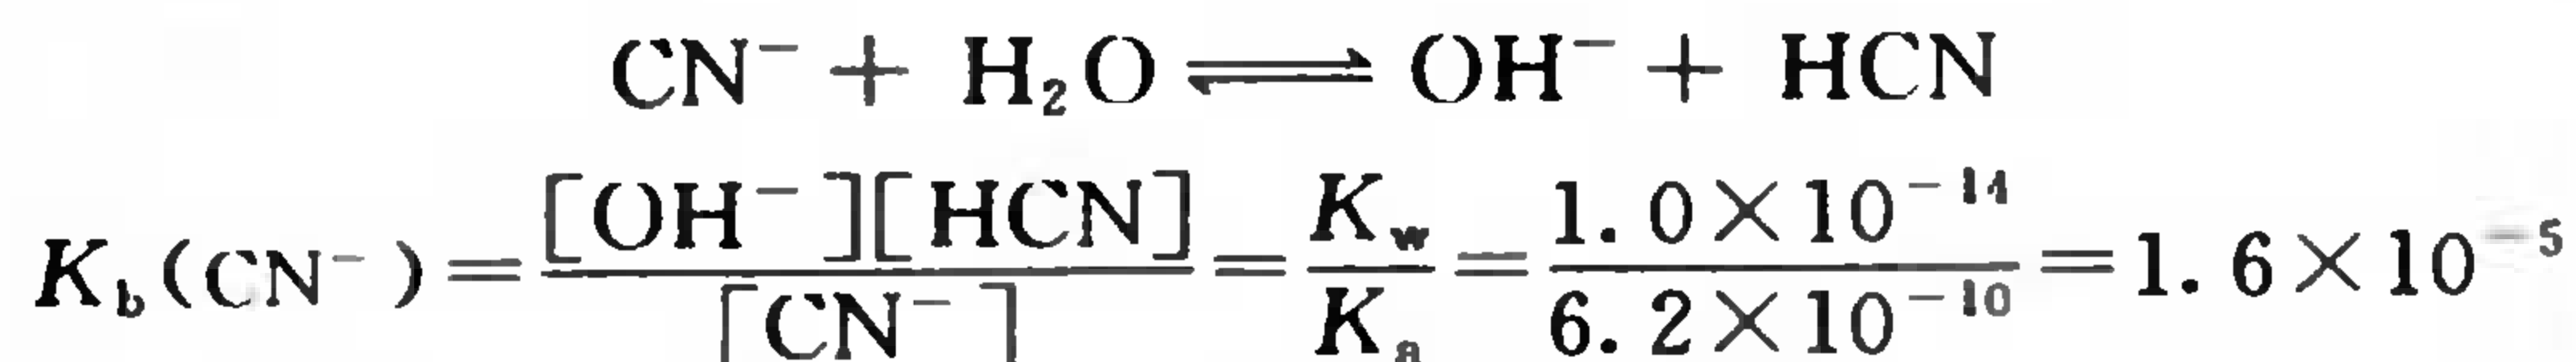 CN⁻ + H₂O ⇌ OH⁻ + HCN
K_b(CN⁻) = [OH⁻][HCN] / [CN⁻] = K_w / K_a = 1.0×10⁻¹⁴ / 6.2×10⁻¹⁰ = 1.6×10⁻⁵